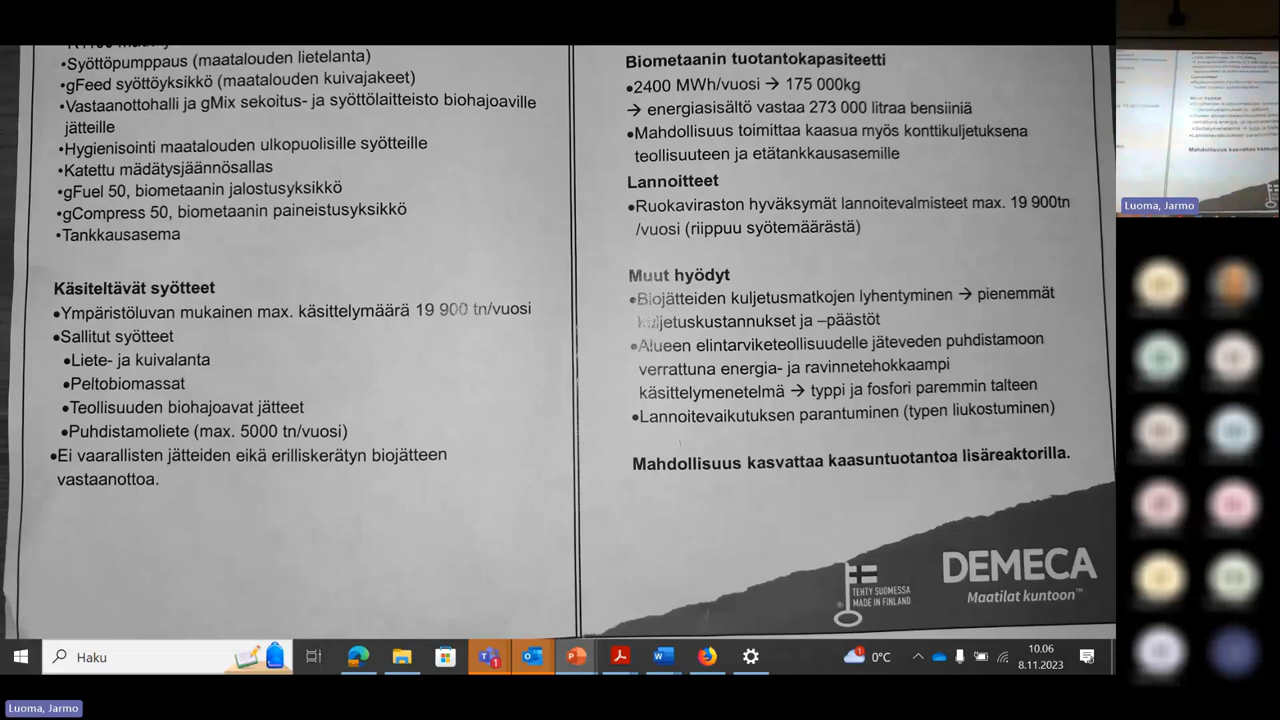 •Syöttöpumppaus (maatalouden lietelanta)
•gFeed syöttöyksikkö (maatalouden kuivajakeet)
•Vastaanottohalli ja gMix sekoitus- ja syöttölaitteisto biohajoaville
jätteille
•Hygienisointi maatalouden ulkopuolisille syötteille
•Katettu mädätysjäännösallas
•gFuel 50, biometaanin jalostusyksikkö
•gCompress 50, biometaanin paineistusyksikkö
•Tankkausasema
Käsiteltävät syötteet
•Ympäristöluvan mukainen max. käsittelymäärä 19 900 tn/vuosi
•Sallitut syötteet
•Liete- ja kuivalanta
•Peltobiomassat
•Teollisuuden biohajoavat jätteet
•Puhdistamoliete (max. 5000 tn/vuosi)
•Ei vaarallisten jätteiden eikä erilliskerätyn biojätteen
vastaanottoa.
Biometaanin tuotantokapasiteetti
•2400 MWh/vuosi → 175 000kg
→ energiasisältö vastaa 273 000 litraa bensiiniä
•Mahdollisuus toimittaa kaasua myös konttikuljetuksena
teollisuuteen ja etätankkausasemille
Lannoitteet
•Ruokaviraston hyväksymät lannoitevalmisteet max. 19 900tn
/vuosi (riippuu syötemäärästä)
Muut hyödyt
•Biojätteiden kuljetusmatkojen lyhentyminen → pienemmät
kuljetuskustannukset ja –päästöt
•Alueen elintarviketeollisuudelle jäteveden puhdistamoon
verrattuna energia- ja ravinnetehokkaampi
käsittelymenetelmä → typpi ja fosfori paremmin talteen
•Lannoitevaikutuksen parantuminen (typen liukostuminen)
Mahdollisuus kasvattaa kaasuntuotantoa lisäreaktorilla.
TEHTY SUOMESSA
MADE IN FINLAND
DEMECA
Maatilat kuntoon™
Luoma, Jarmo
Haku
0°C
10.06
8.11.2023
Luoma, Jarmo